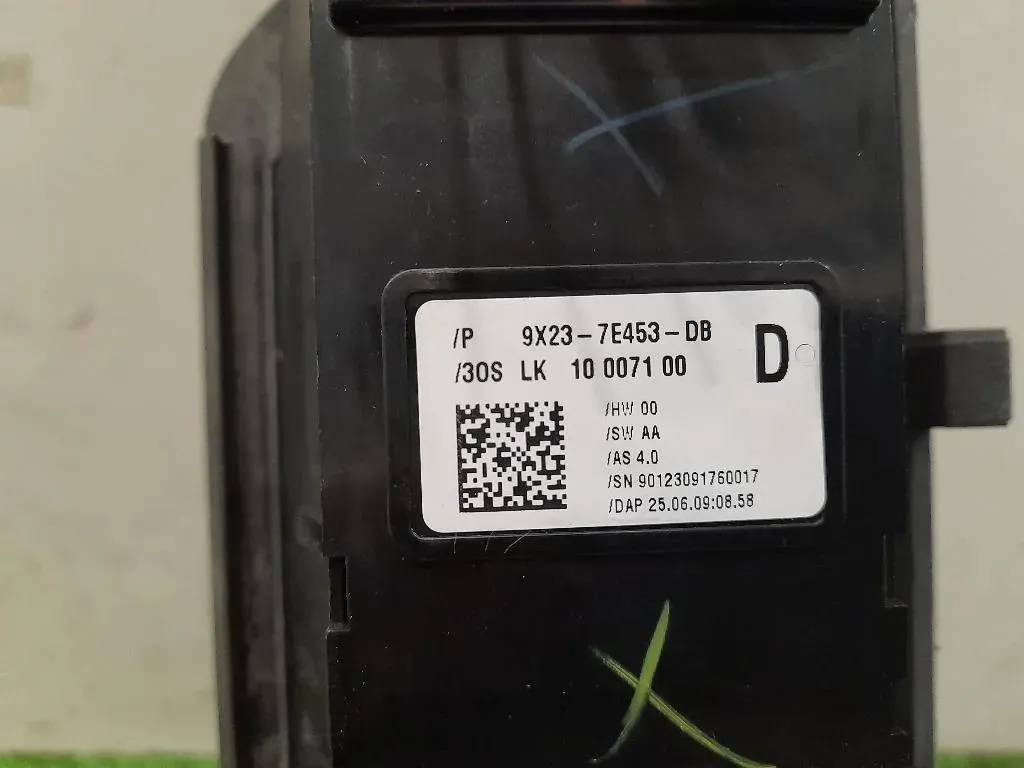 /P 9X23-7E453-DB
D
/3OS LK 10 0071 00
/HW 00
/SW AA
/AS 4.0
/SN 90123091760017
/DAP 25.06.09:08.58